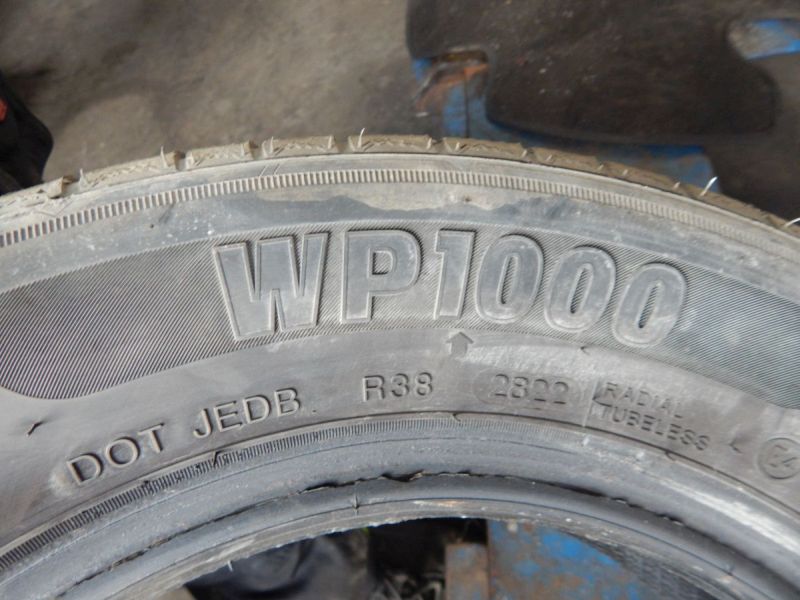 WP1000
DOT JEDB R38 2822 RADIAL
TUBELESS